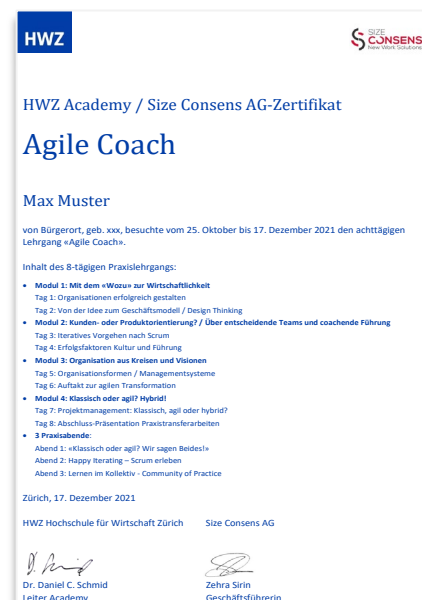 HWZ
SIZE
CONSENS
New Work Solutions
HWZ Academy / Size Consens AG-Zertifikat
Agile Coach
Max Muster
von Bürgerort, geb. xxx, besuchte vom 25. Oktober bis 17. Dezember 2021 den achttägigen
Lehrgang «Agile Coach».
Inhalt des 8-tägigen Praxislehrgangs:
• Modul 1: Mit dem «Wozu» zur Wirtschaftlichkeit
Tag 1: Organisationen erfolgreich gestalten
Tag 2: Von der Idee zum Geschäftsmodell / Design Thinking
• Modul 2: Kunden- oder Produktorientierung? / Über entscheidende Teams und coachende Führung
Tag 3: Iteratives Vorgehen nach Scrum
Tag 4: Erfolgsfaktoren Kultur und Führung
• Modul 3: Organisation aus Kreisen und Visionen
Tag 5: Organisationsformen / Managementsysteme
Tag 6: Auftakt zur agilen Transformation
• Modul 4: Klassisch oder agil? Hybrid!
Tag 7: Projektmanagement: Klassisch, agil oder hybrid?
Tag 8: Abschluss-Präsentation Praxistransferarbeiten
• 3 Praxisabende:
Abend 1: «Klassisch oder agil? Wir sagen Beides!»
Abend 2: Happy Iterating – Scrum erleben
Abend 3: Lernen im Kollektiv - Community of Practice
Zürich, 17. Dezember 2021
HWZ Hochschule für Wirtschaft Zürich Size Consens AG
Dr. Daniel C. Schmid Zehra Sirin
Leiter Academy Geschäftsführerin